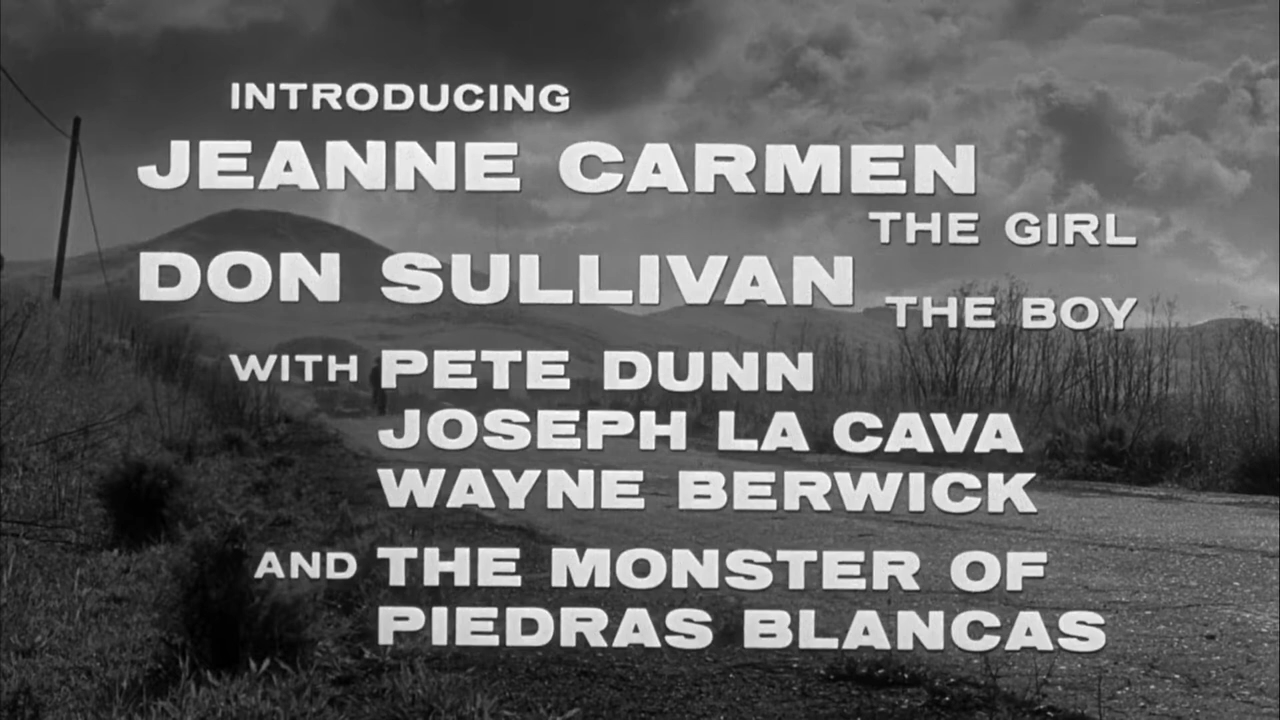 INTRODUCING
JEANNE CARMEN
THE GIRL
DON SULLIVAN
THE BOY
WITH PETE DUNN
JOSEPH LA CAVA
WAYNE BERWICK
AND THE MONSTER OF
PIEDRAS BLANCAS